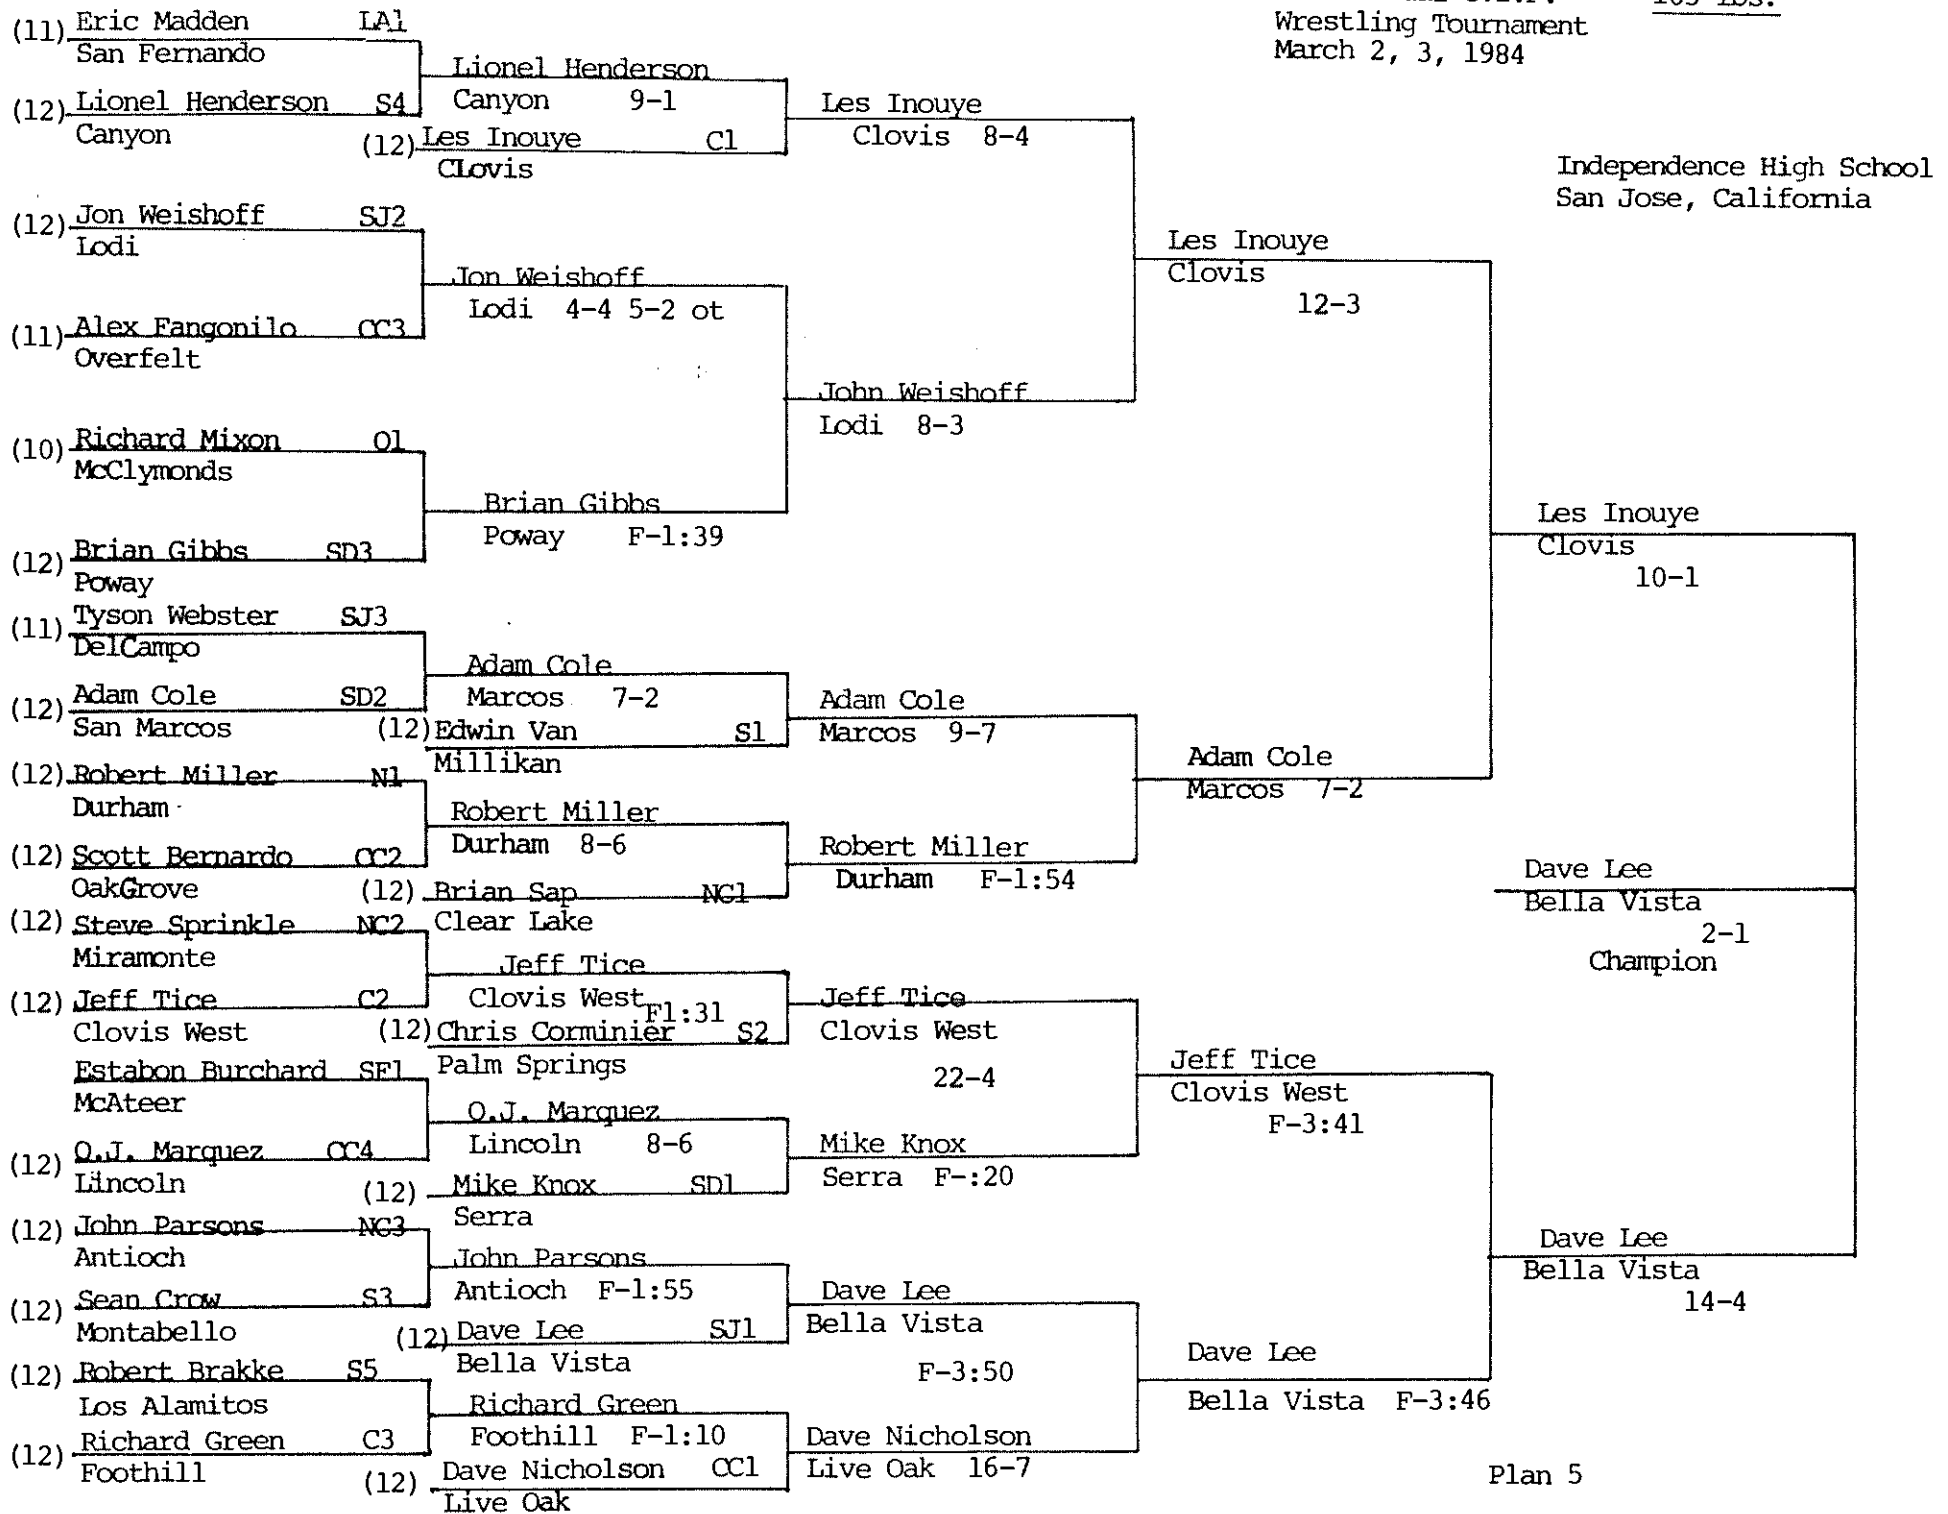 C.I.F. 105 lbs.
Wrestling Tournament
March 2, 3, 1984
Independence High School
San Jose, California
(11) Eric Madden LA1
San Fernando
(12) Lionel Henderson S4
Canyon
(12) Jon Weishoff SJ2
Lodi
(11) Alex Fangonilo CC3
Overfelt
(10) Richard Mixon O1
McClymonds
(12) Brian Gibbs SD3
Poway
(11) Tyson Webster SJ3
DelCampo
(12) Adam Cole SD2
San Marcos
(12) Robert Miller N1
Durham
(12) Scott Bernardo CC2
OakGrove
(12) Steve Sprinkle NC2
Miramonte
(12) Jeff Tice C2
Clovis West
Estabon Burchard SF1
McAteer
(12) O.J. Marquez CC4
Lincoln
(12) John Parsons NC3
Antioch
(12) Sean Crow S3
Montabello
(12) Robert Brakke S5
Los Alamitos
(12) Richard Green C3
Foothill
Lionel Henderson
Canyon 9-1
(12) Les Inouye C1
Clovis
Jon Weishoff
Lodi 4-4 5-2 ot
Brian Gibbs
Poway F-1:39
Adam Cole
Marcos 7-2
(12) Edwin Van S1
Millikan
Robert Miller
Durham 8-6
(12) Brian Sap NC1
Clear Lake
Jeff Tice
Clovis West F1:31
(12) Chris Corminier S2
Palm Springs
O.J. Marquez
Lincoln 8-6
(12) Mike Knox SD1
Serra
John Parsons
Antioch F-1:55
(12) Dave Lee SJ1
Bella Vista
Richard Green
Foothill F-1:10
(12) Dave Nicholson CC1
Live Oak
Les Inouye
Clovis 8-4
John Weishoff
Lodi 8-3
Adam Cole
Marcos 9-7
Robert Miller
Durham F-1:54
Jeff Tice
Clovis West
22-4
Mike Knox
Serra F-:20
Dave Lee
Bella Vista
F-3:50
Dave Nicholson
Live Oak 16-7
Les Inouye
Clovis
12-3
Adam Cole
Marcos 7-2
Jeff Tice
Clovis West
F-3:41
Dave Lee
Bella Vista F-3:46
Les Inouye
Clovis
10-1
Dave Lee
Bella Vista
14-4
Dave Lee
Bella Vista
2-1
Champion
Plan 5